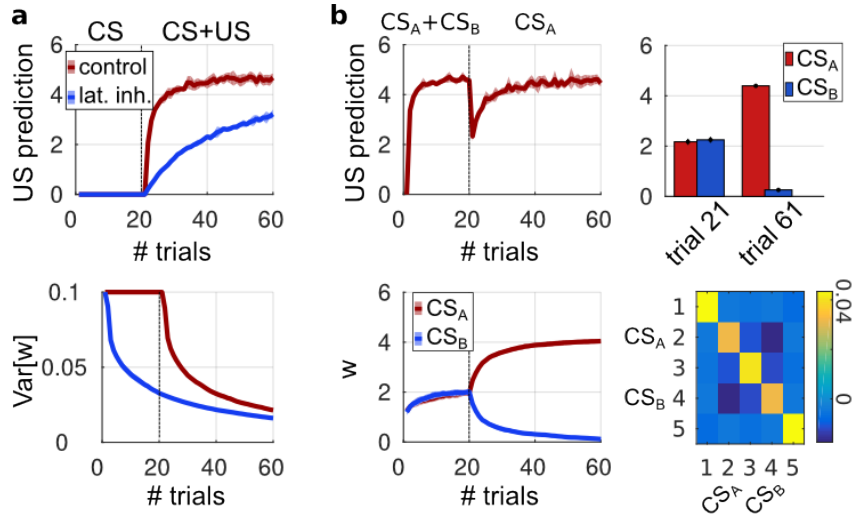 a
CS CS+US
control
lat. inh.
US prediction
6
4
2
0
0 20 40 60
# trials
Var[w]
0.1
0.05
0
0 20 40 60
# trials
b
CS_A+CS_B CS_A
US prediction
6
4
2
0
0 20 40 60
# trials
CS_A
CS_B
6
4
2
0
trial 21 trial 61
w
6
4
2
0
CS_A
CS_B
0 20 40 60
# trials
1
CS_A 2
3
CS_B 4
5
1 2 3 4 5
CS_A CS_B
0.04
0